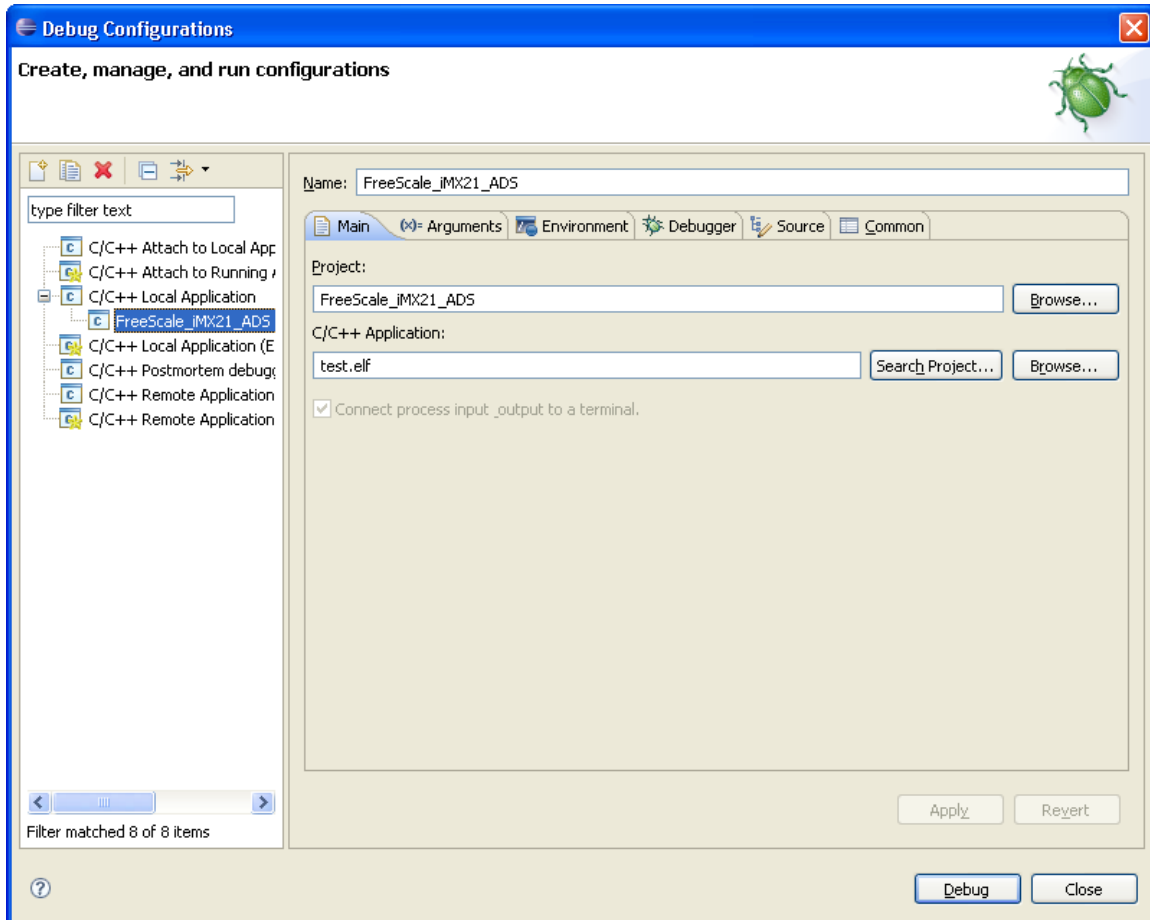 Debug Configurations
Create, manage, and run configurations
type filter text
C/C++ Attach to Local App
C/C++ Attach to Running
C/C++ Local Application
FreeScale_iMX21_ADS
C/C++ Local Application (E
C/C++ Postmortem debugg
C/C++ Remote Application
C/C++ Remote Application
Filter matched 8 of 8 items
Name: FreeScale_iMX21_ADS
Main (x)= Arguments Environment Debugger Source Common
Project:
FreeScale_iMX21_ADS Browse...
C/C++ Application:
test.elf Search Project... Browse...
Connect process input _output to a terminal.
Apply Revert
? Debug Close